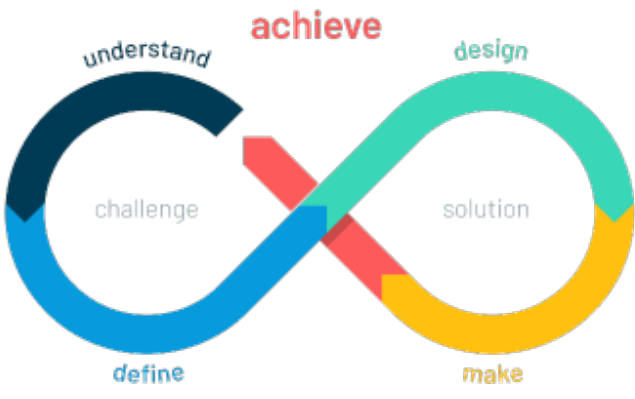 achieve
understand
design
challenge
solution
define
make